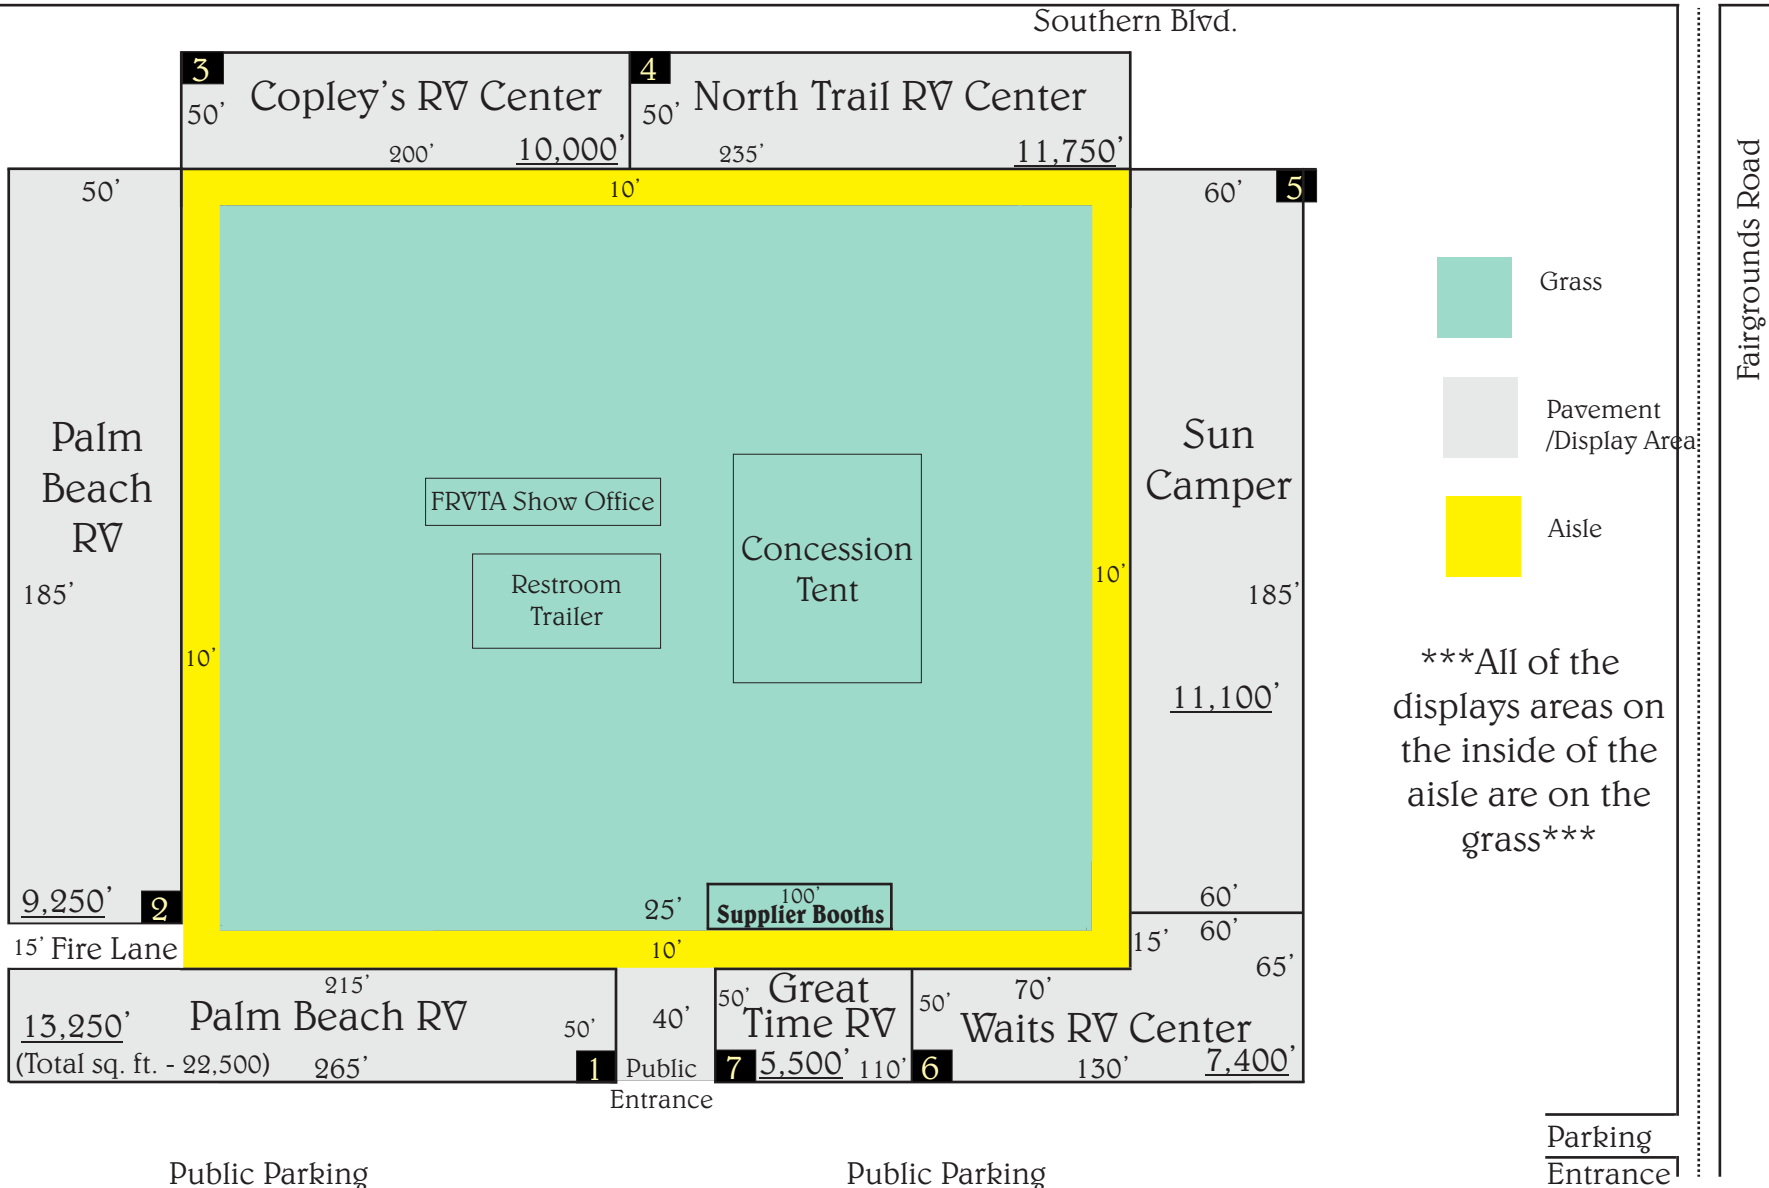 Southern Blvd.
3
Copley's RV Center
50'
200'
10,000'
4
North Trail RV Center
50'
235'
11,750'
Fairgrounds Road
50'
10'
60'
5
Grass
Pavement
/Display Area
Aisle
Palm
Beach
RV
185'
9,250'
2
10'
FRVTA Show Office
Restroom
Trailer
Concession
Tent
10'
Sun
Camper
185'
11,100'
60'
***All of the
displays areas on
the inside of the
aisle are on the
grass***
25'
100'
Supplier Booths
10'
15' Fire Lane
215'
13,250'
Palm Beach RV
50'
(Total sq. ft. - 22,500)
265'
1
40'
Public
Entrance
50'
Great
Time RV
7
5,500'
110'
15'
60'
65'
50'
70'
Waits RV Center
6
130'
7,400'
Public Parking
Public Parking
Parking
Entrance